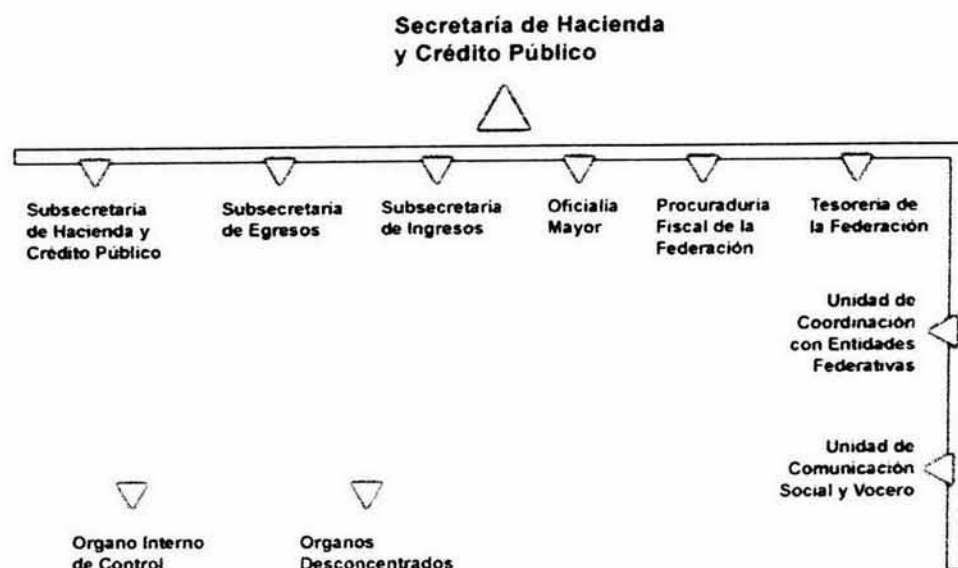 Secretaría de Hacienda
y Crédito Público
Subsecretaria
de Hacienda y
Crédito Público
Subsecretaria
de Egresos
Subsecretaria
de Ingresos
Oficialia
Mayor
Procuraduria
Fiscal de la
Federación
Tesoreria de
la Federación
Unidad de
Coordinación
con Entidades
Federativas
Unidad de
Comunicación
Social y Vocero
Organo Interno
de Control
Organos
Desconcentrados